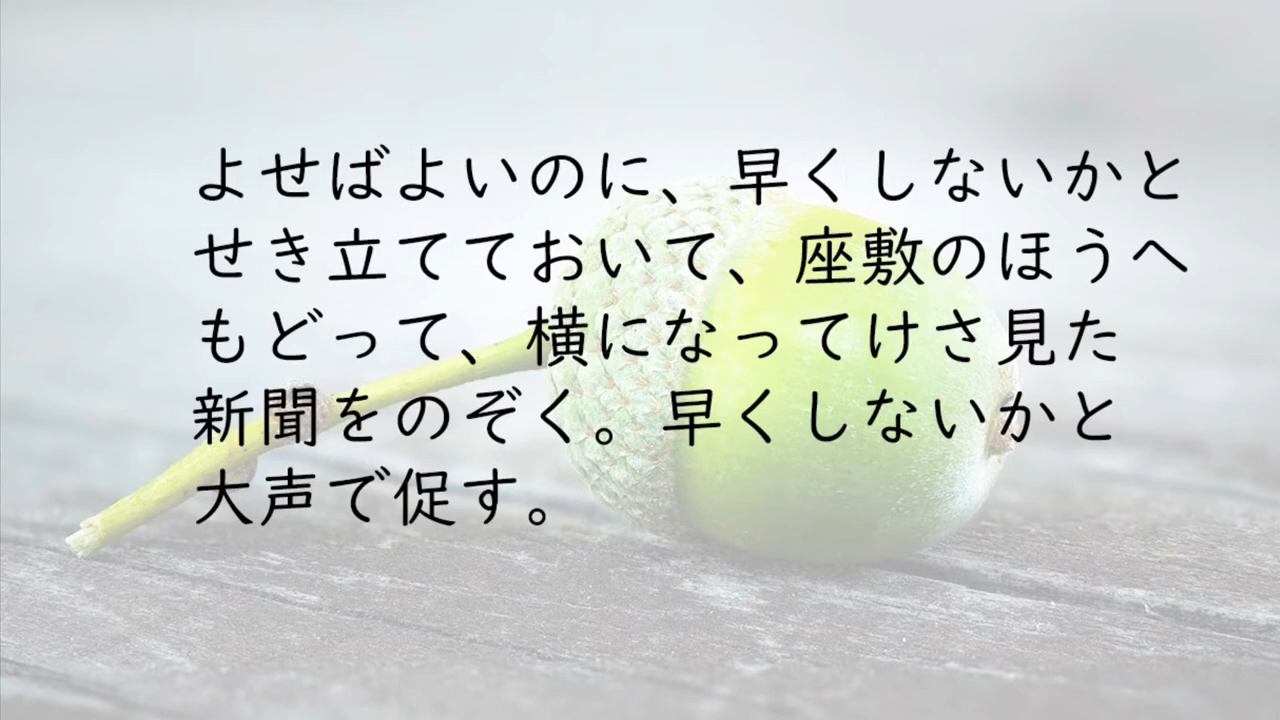 よせばよいのに、早くしないかと
せき立てておいて、座敷のほうへ
もどって、横になってけさ見た
新聞をのぞく。早くしないかと
大声で促す。